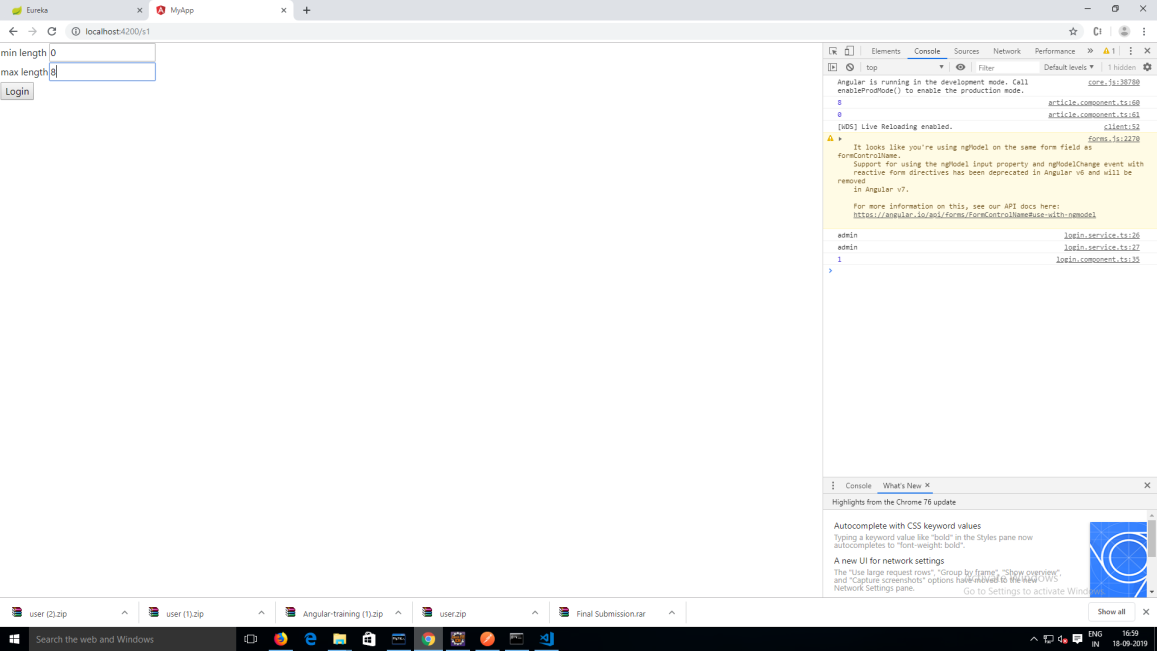 Eureka
MyApp
localhost:4200/s1
min length 0
max length 8
Login
Elements Console Sources Network Performance » 1
top Filter Default levels 1 hidden
Angular is running in the development mode. Call core.js:38780
enableProdMode() to enable the production mode.
8 article.component.ts:60
0 article.component.ts:61
[WDS] Live Reloading enabled. client:52
forms.js:2270
It looks like you're using ngModel on the same form field as
formControlName.
Support for using the ngModel input property and ngModelChange event with
reactive form directives has been deprecated in Angular v6 and will be
removed
in Angular v7.
For more information on this, see our API docs here:
https://angular.io/api/forms/FormControlName#use-with-ngmodel
admin login.service.ts:26
admin login.service.ts:27
1 login.component.ts:35
Console What's New
Highlights from the Chrome 76 update
Autocomplete with CSS keyword values
Typing a keyword value like "bold" in the Styles pane now
autocompletes to "font-weight: bold".
A new UI for network settings
The "Use large request rows", "Group by frame", "Show overview",
and "Capture screenshots" options have moved to the new
Network Settings pane.
Activate Windows
Go to Settings to activate Windows.
user (2).zip
user (1).zip
Angular-training (1).zip
user.zip
Final Submission.rar
Show all
Search the web and Windows
ENG 16:59
IN 18-09-2019